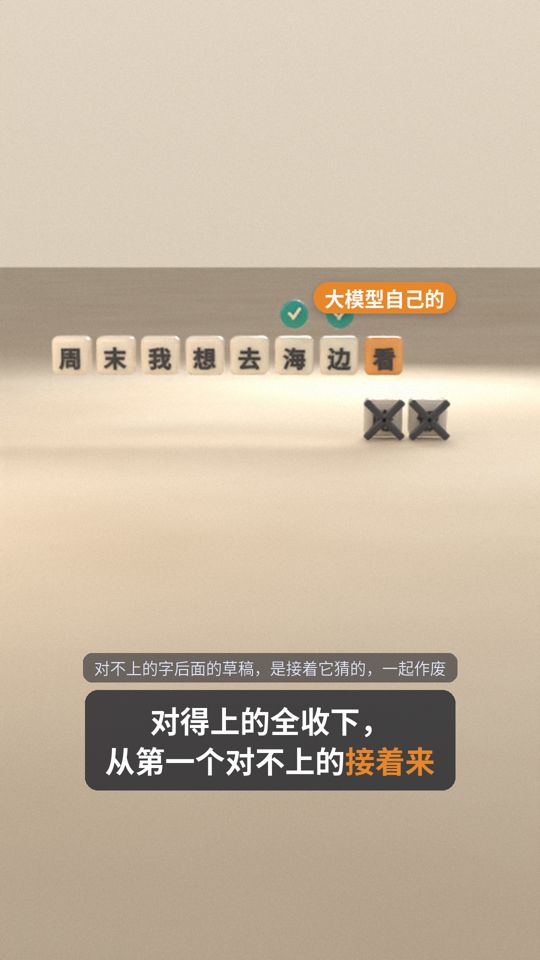 大模型自己的
周末我想去海边看
对不上的字后面的草稿，是接着它猜的，一起作废
对得上的全收下，
从第一个对不上的接着来